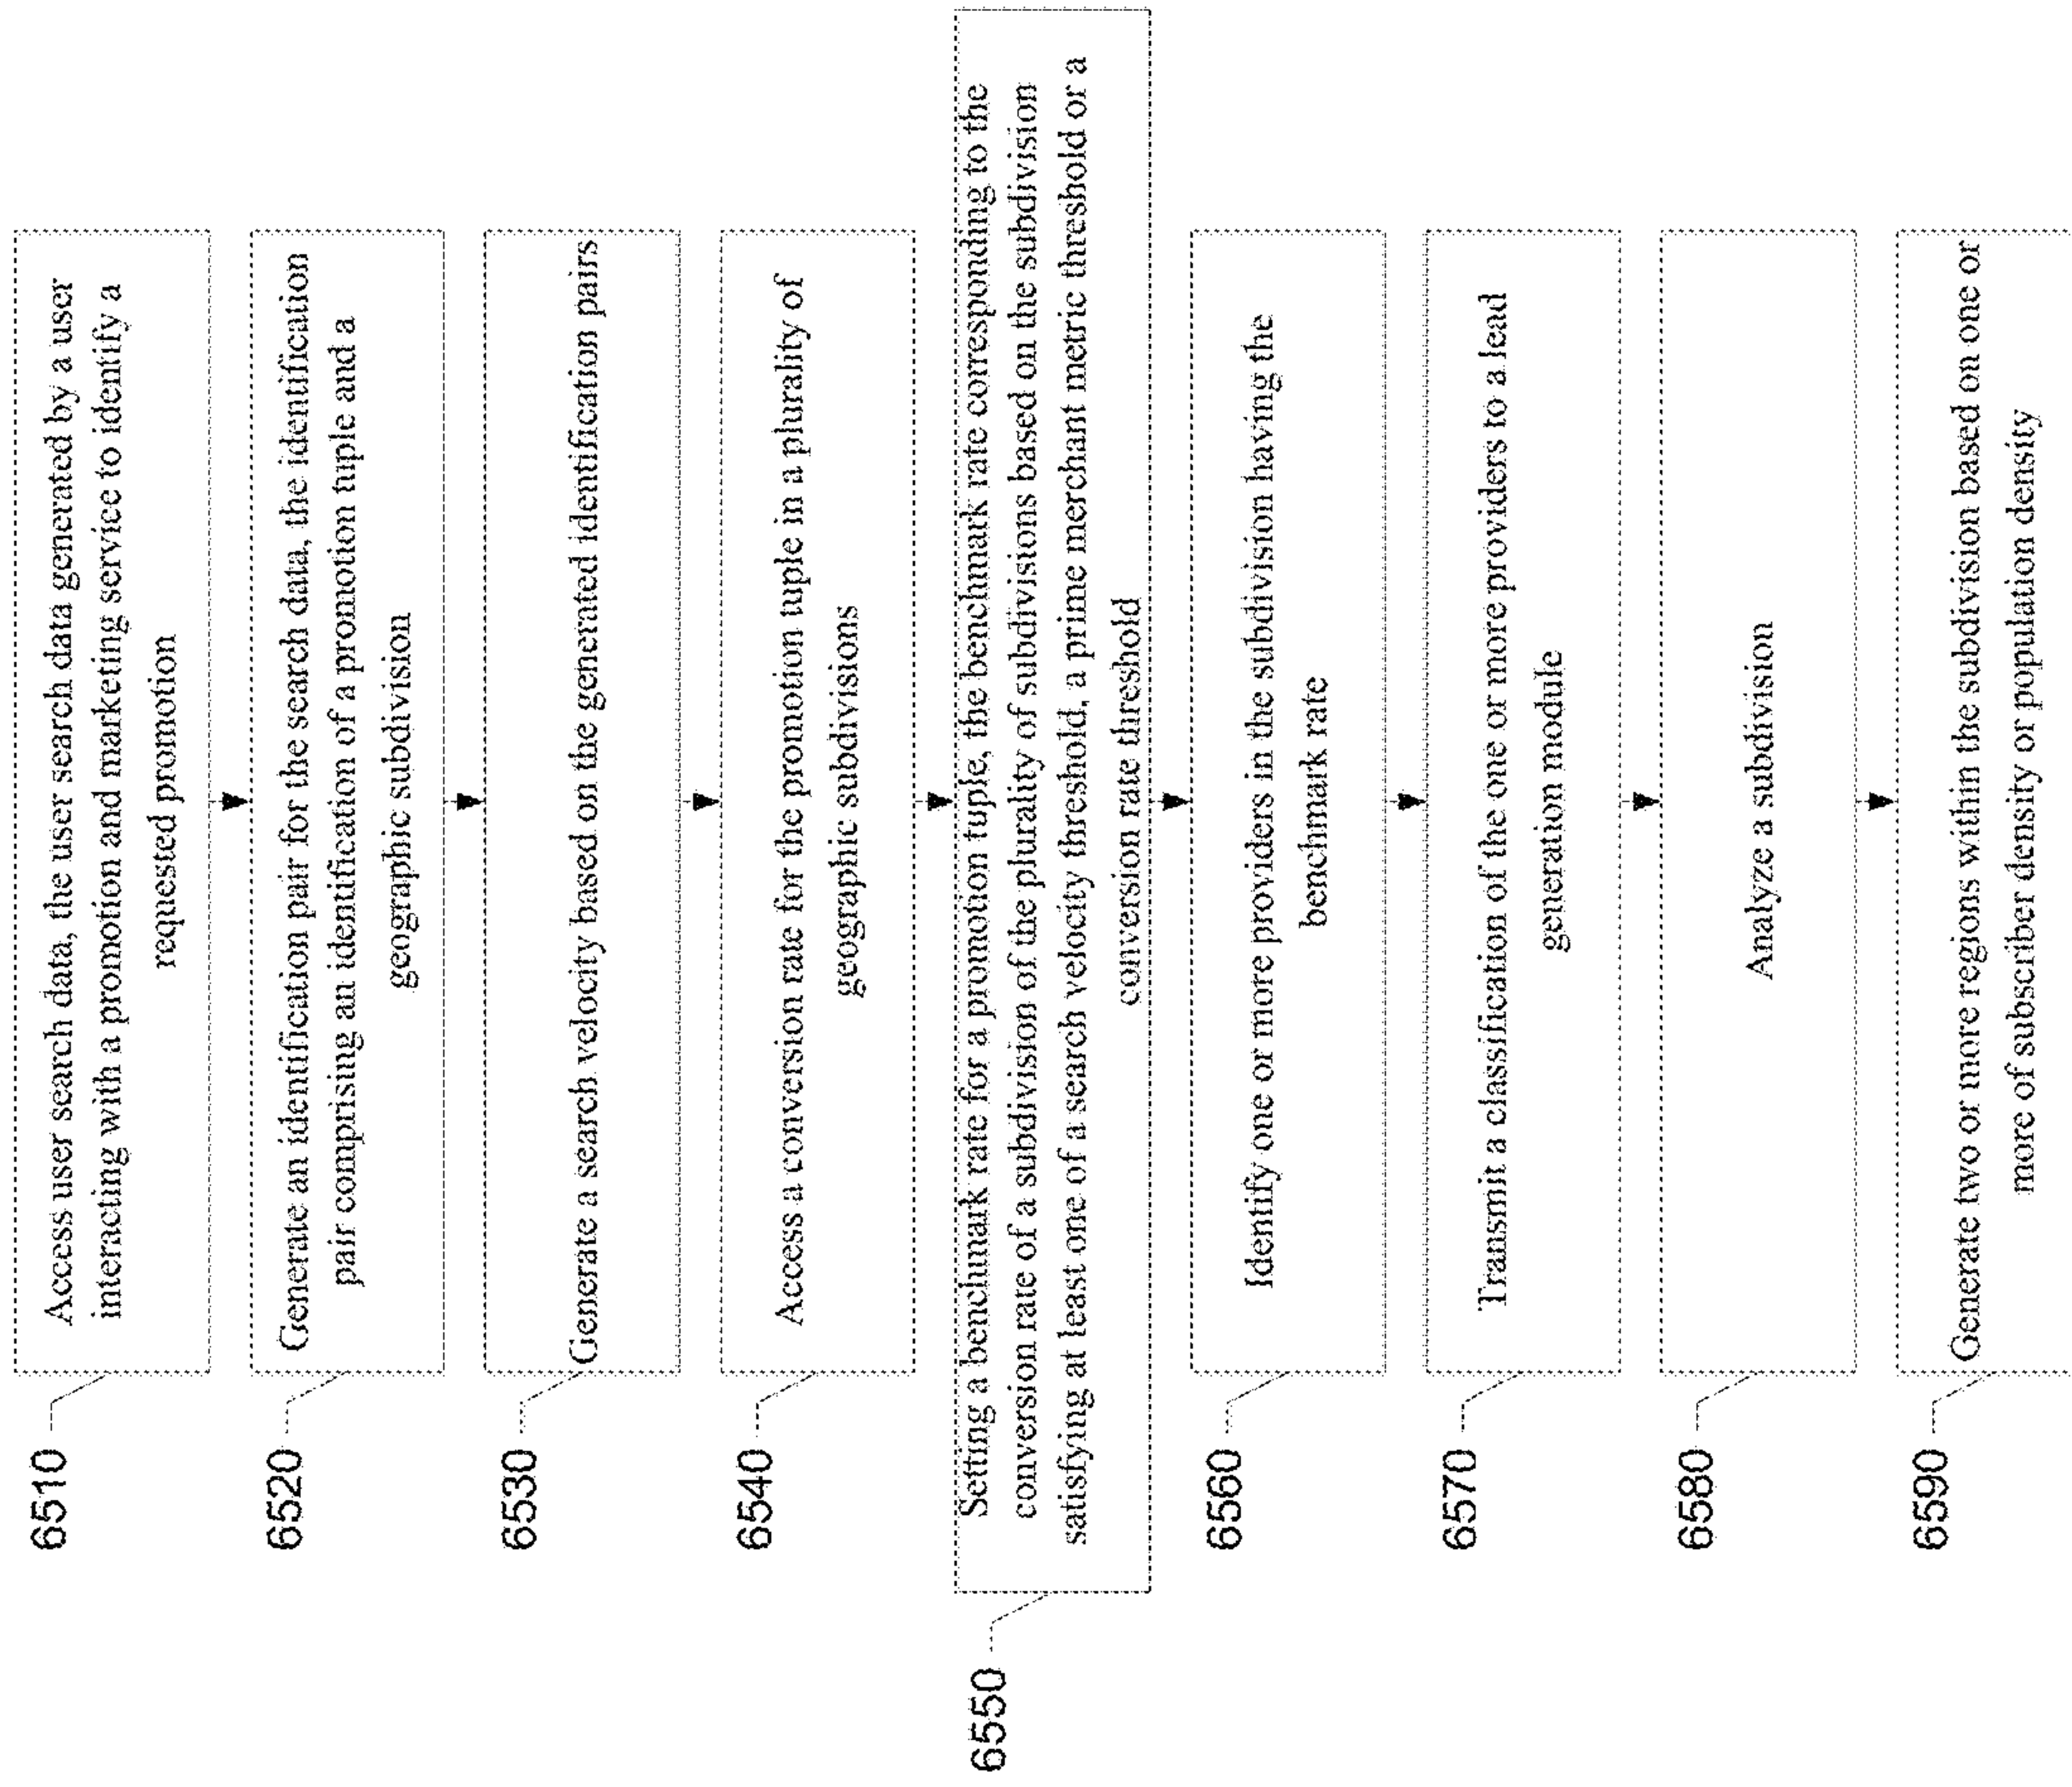 6510
Access user search data, the user search data generated by a user
interacting with a promotion and marketing service to identify a
requested promotion
6520
Generate an identification pair for the search data, the identification
pair comprising an identification of a promotion tuple and a
geographic subdivision
6530
Generate a search velocity based on the generated identification pairs
6540
Access a conversion rate for the promotion tuple in a plurality of
geographic subdivisions
6550
Setting a benchmark rate for a promotion tuple, the benchmark rate corresponding to the
conversion rate of a subdivision of the plurality of subdivisions based on the subdivision
satisfying at least one of a search velocity threshold, a prime merchant metric threshold or a
conversion rate threshold
6560
Identify one or more providers in the subdivision having the
benchmark rate
6570
Transmit a classification of the one or more providers to a lead
generation module
6580
Analyze a subdivision
6590
Generate two or more regions within the subdivision based on one or
more of subscriber density or population density